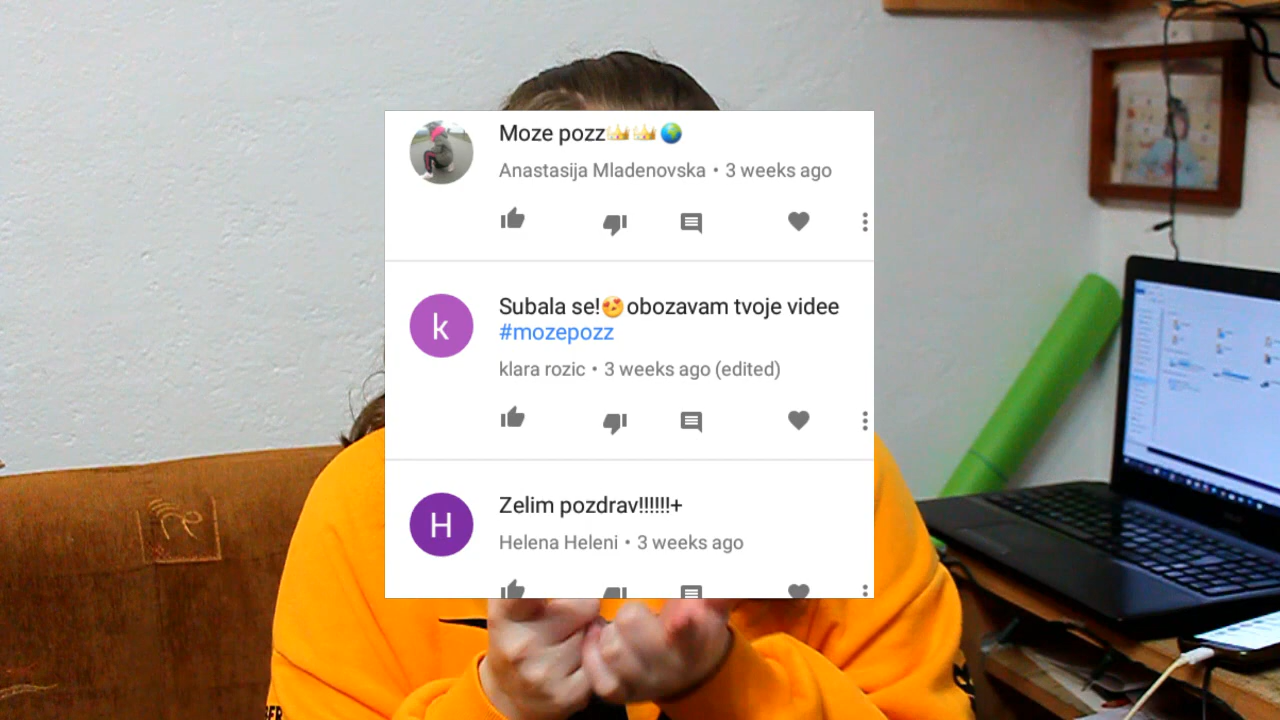 Moze pozz👑👑🌍
Anastasija Mladenovska • 3 weeks ago
Subala se!😍obozavam tvoje videe
#mozepozz
klara rozic • 3 weeks ago (edited)
k
Zelim pozdrav!!!!!!+
Helena Heleni • 3 weeks ago
H